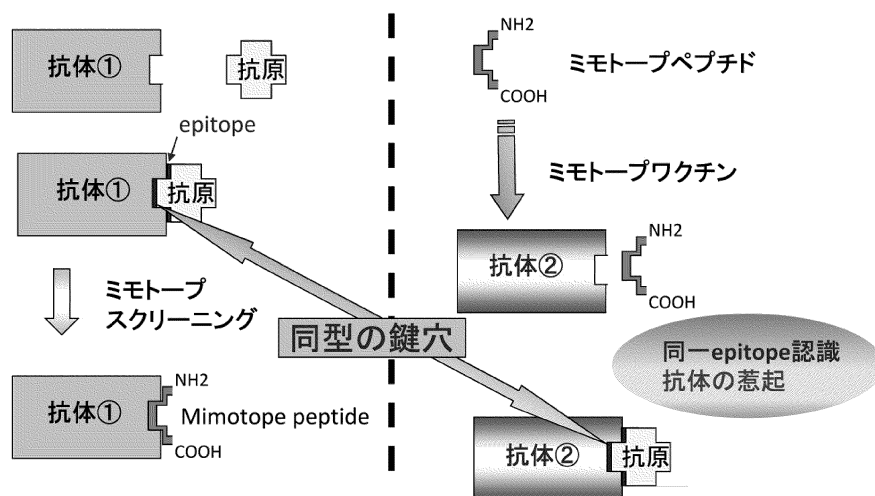 抗体①
抗原
epitope
抗体①
抗原
ミモトープ
スクリーニング
抗体①
NH2
Mimotope peptide
COOH
同型の鍵穴
NH2
ミモトープペプチド
COOH
ミモトープワクチン
抗体②
NH2
COOH
同一epitope認識
抗体の惹起
抗体②
抗原